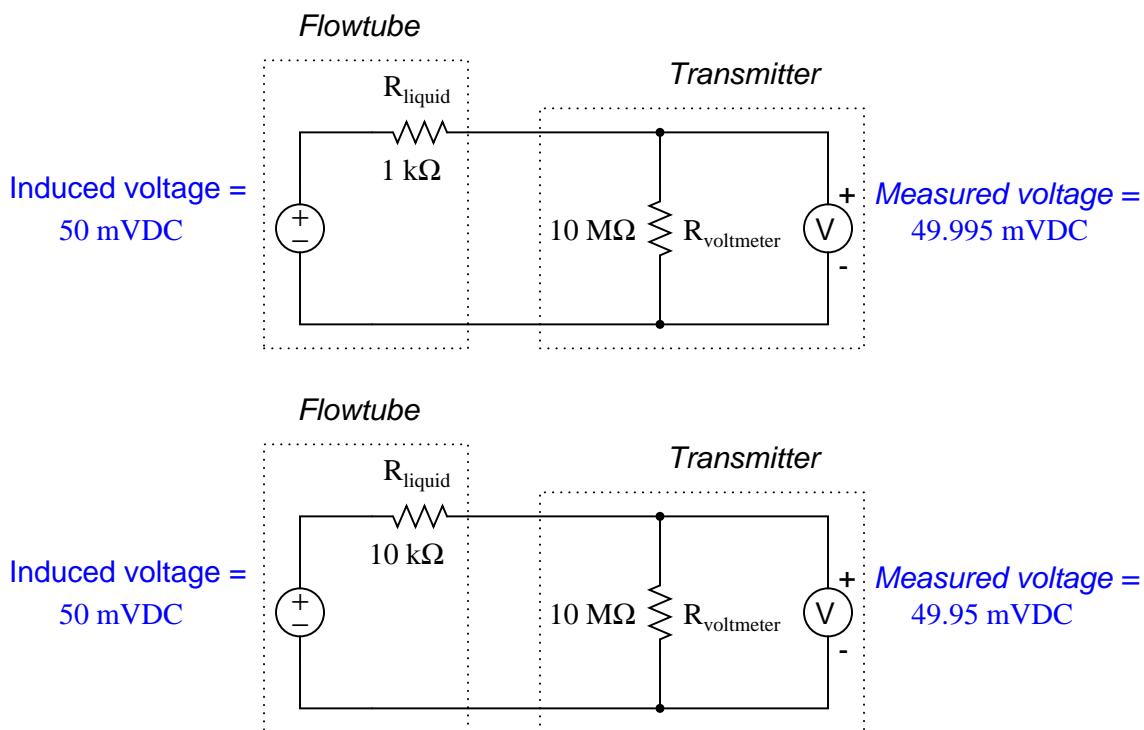 Flowtube
Transmitter
R_liquid
1 kΩ
Induced voltage =
50 mVDC
+
−
10 MΩ
R_voltmeter
V
+
-
Measured voltage =
49.995 mVDC
Flowtube
Transmitter
R_liquid
10 kΩ
Induced voltage =
50 mVDC
+
−
10 MΩ
R_voltmeter
V
+
-
Measured voltage =
49.95 mVDC